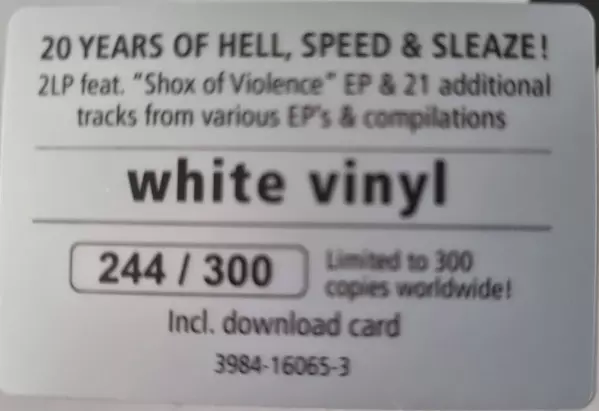 20 YEARS OF HELL, SPEED & SLEAZE!
2LP feat. "Shox of Violence" EP & 21 additional
tracks from various EP's & compilations
white vinyl
244 / 300
Limited to 300
copies worldwide!
Incl. download card
3984-16065-3